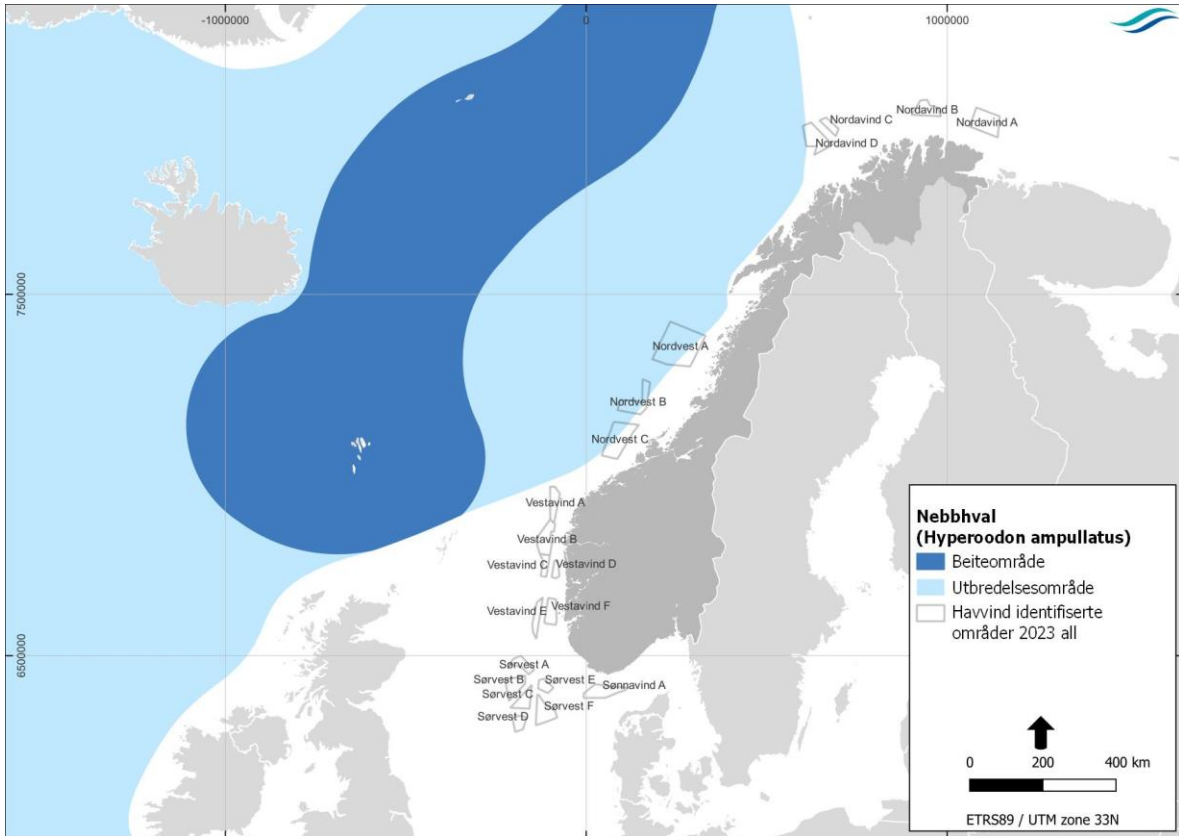 -1000000
0
1000000
Nordavind B
Nordavind C
Nordavind A
Nordavind D
7500000
Nordvest A
Nordvest B
Nordvest C
Vestavind A
Vestavind B
Vestavind C
Vestavind D
Vestavind E
Vestavind F
6500000
Sørvest A
Sørvest B
Sørvest E
Sønnavind A
Sørvest C
Sørvest F
Sørvest D
Nebbhval
(Hyperoodon ampullatus)
Beiteområde
Utbredelsesområde
Havvind identifiserte
områder 2023 all
0 200 400 km
ETRS89 / UTM zone 33N